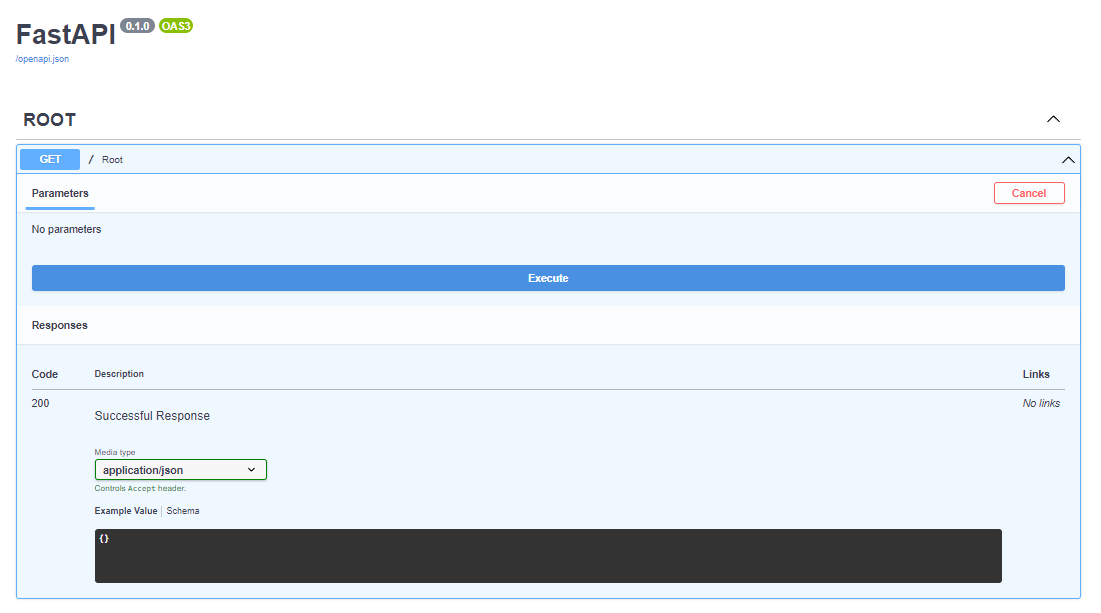 FastAPI 0.1.0 OAS3
/openapi.json
ROOT
GET / Root
Parameters Cancel
No parameters
Execute
Responses
Code Description Links
200 No links
Successful Response
Media type
application/json
Controls Accept header.
Example Value | Schema
{}